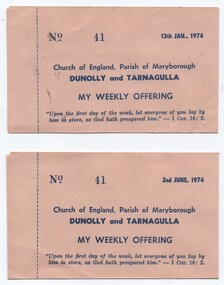 No 41 13th JAN., 1974
Church of England, Parish of Maryborough
DUNOLLY and TARNAGULLA
MY WEEKLY OFFERING
"Upon the first day of the week, let everyone of you lay by
him in store, as God hath prospered him." — 1 Cor. 16: 2.
No 41 2nd JUNE, 1974
Church of England, Parish of Maryborough
DUNOLLY and TARNAGULLA
MY WEEKLY OFFERING
"Upon the first day of the week, let everyone of you lay by
him in store, as God hath prospered him." — 1 Cor. 16: 2.